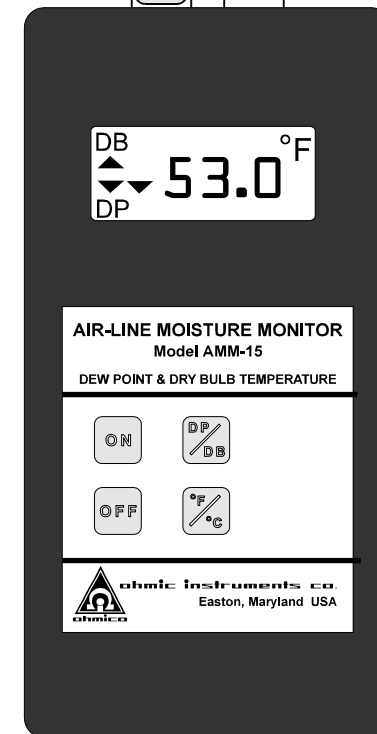 DB
°F
53.0
DP
AIR-LINE MOISTURE MONITOR
Model AMM-15
DEW POINT & DRY BULB TEMPERATURE
ON
DP/DB
OFF
°F/°C
ohmic instruments co.
Easton, Maryland USA
ohmico